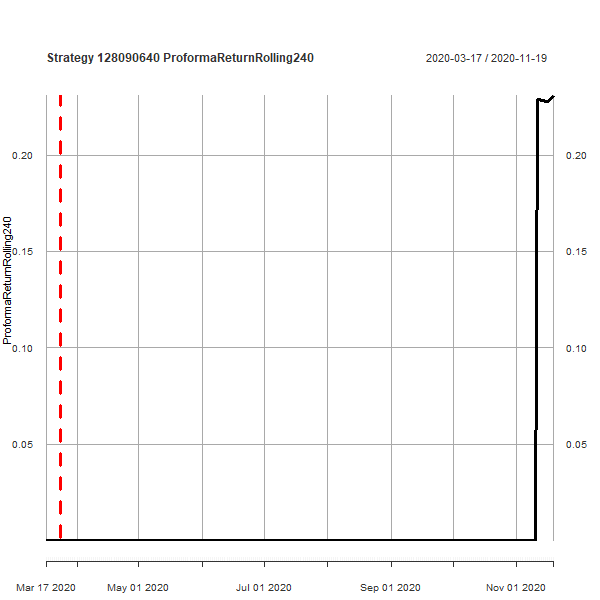 Strategy 128090640 ProformaReturnRolling240
2020-03-17 / 2020-11-19
0.20
0.20
0.15
0.15
ProformaReturnRolling240
0.10
0.10
0.05
0.05
Mar 17 2020
May 01 2020
Jul 01 2020
Sep 01 2020
Nov 01 2020